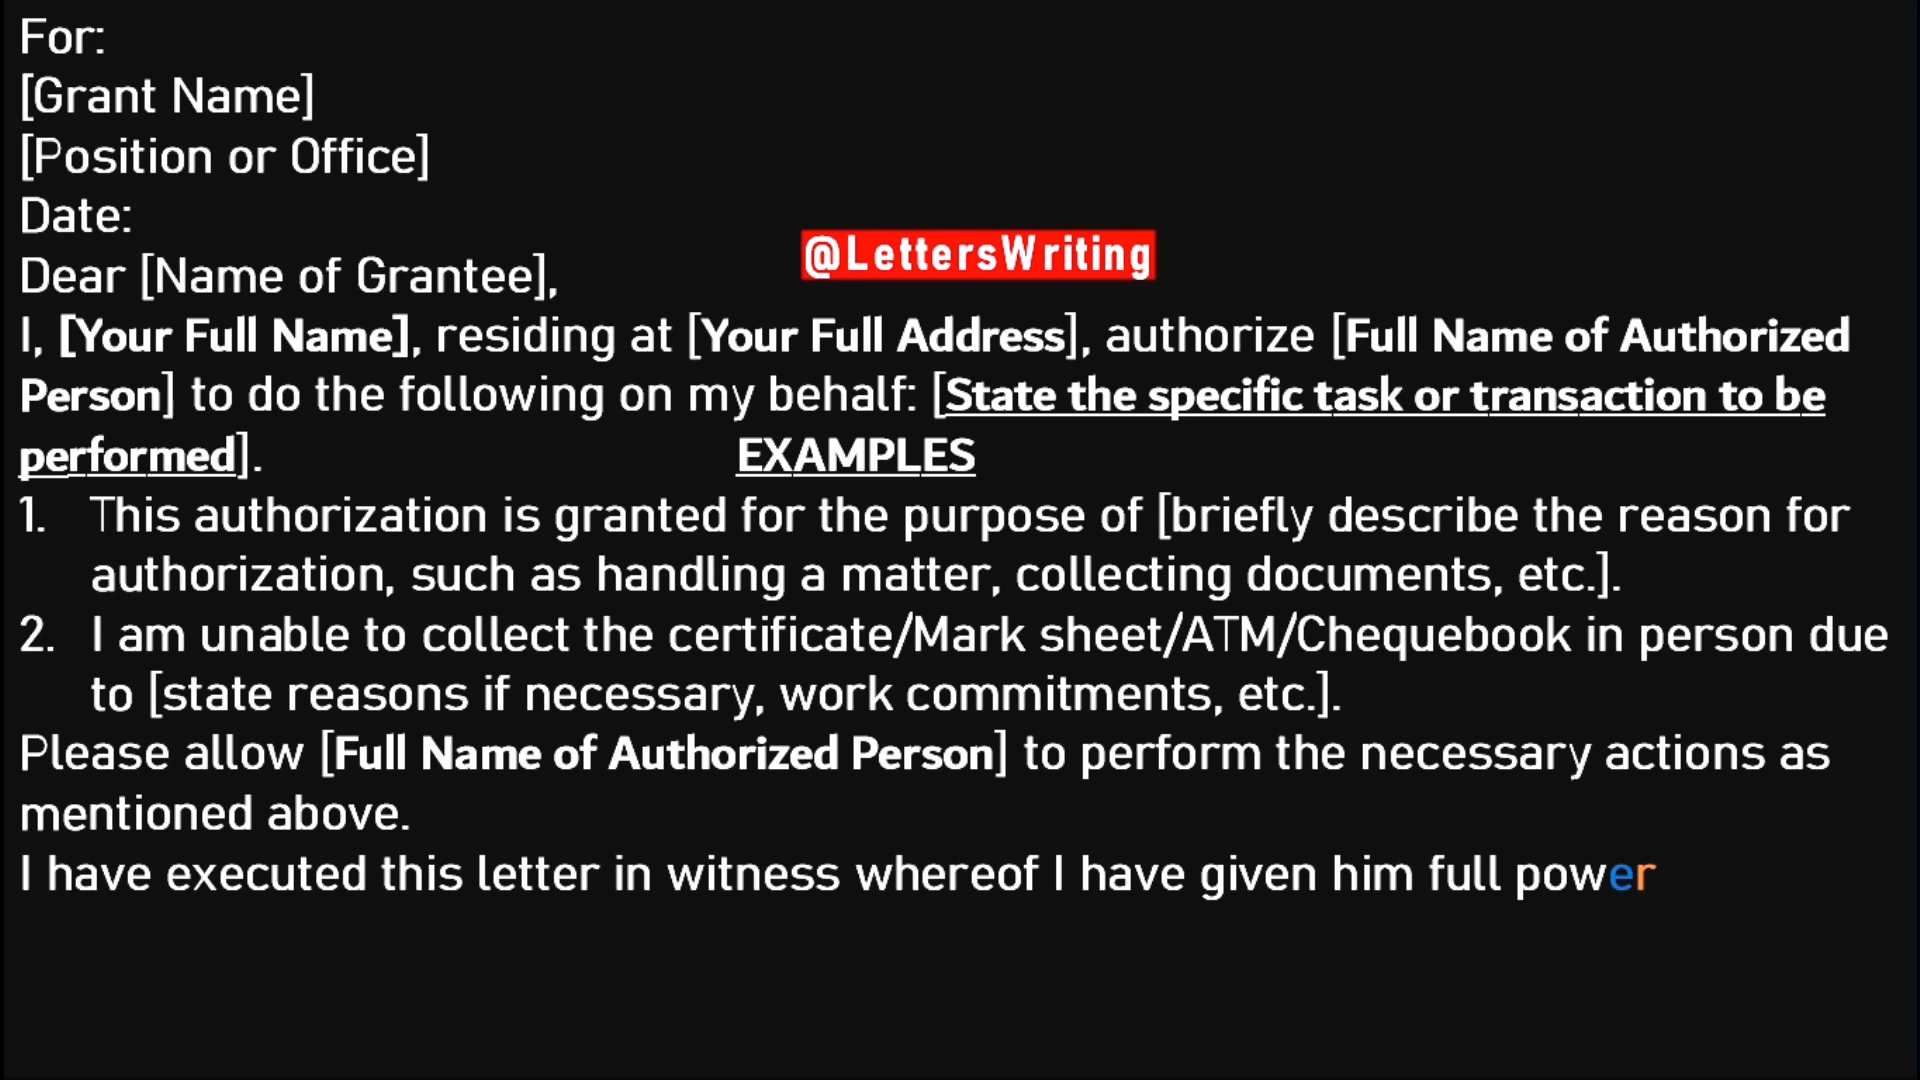 For:
[Grant Name]
[Position or Office]
Date:
@LettersWriting
Dear [Name of Grantee],
I, [Your Full Name], residing at [Your Full Address], authorize [Full Name of Authorized
Person] to do the following on my behalf: [State the specific task or transaction to be
performed]. EXAMPLES
1. This authorization is granted for the purpose of [briefly describe the reason for
authorization, such as handling a matter, collecting documents, etc.].
2. I am unable to collect the certificate/Mark sheet/ATM/Chequebook in person due
to [state reasons if necessary, work commitments, etc.].
Please allow [Full Name of Authorized Person] to perform the necessary actions as
mentioned above.
I have executed this letter in witness whereof I have given him full power